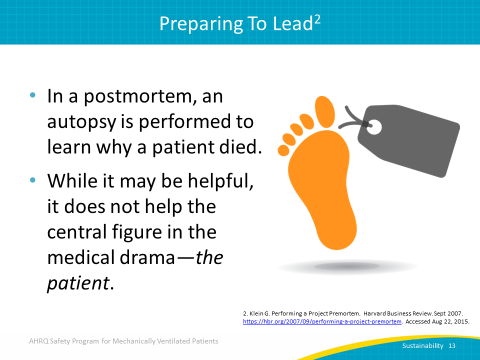 Preparing To Lead2
• In a postmortem, an
autopsy is performed to
learn why a patient died.
• While it may be helpful,
it does not help the
central figure in the
medical drama—the
patient.
2. Klein G. Performing a Project Premortem. Harvard Business Review. Sept 2007.
https://hbr.org/2007/09/performing-a-project-premortem. Accessed Aug 22, 2015.
AHRQ Safety Program for Mechanically Ventilated Patients
Sustainability 13